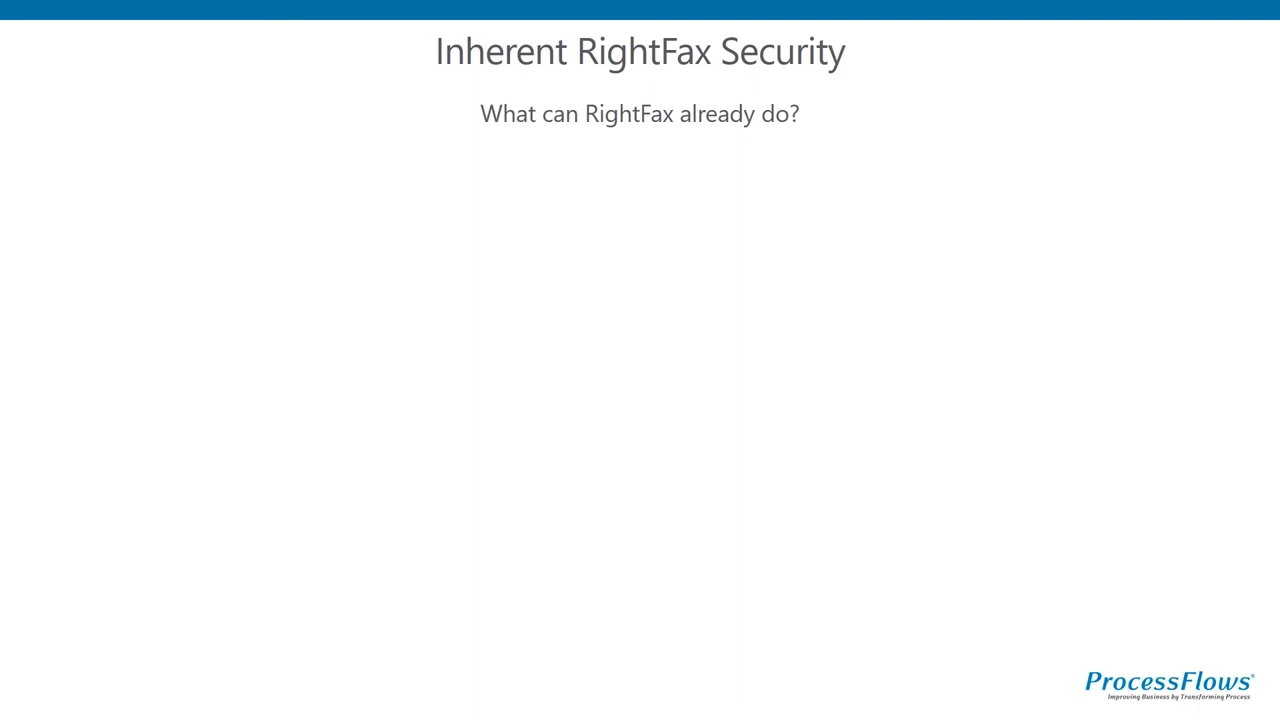 Inherent RightFax Security
What can RightFax already do?
ProcessFlows®
Improving Business by Transforming Process